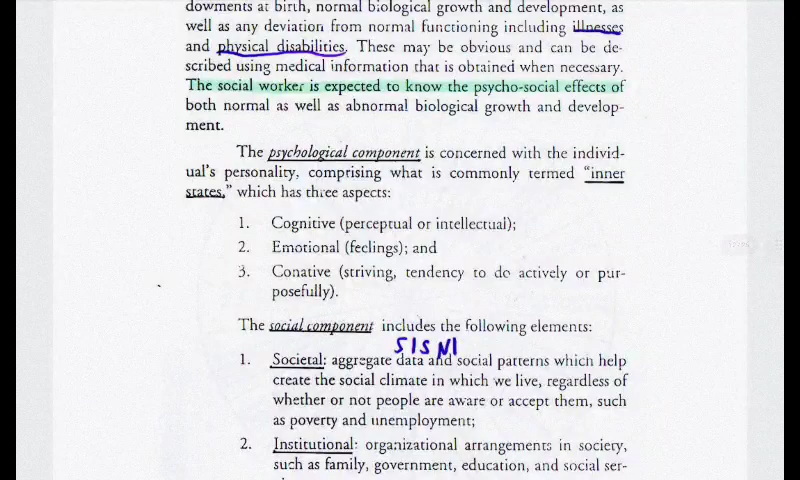 dowments at birth, normal biological growth and development, as
well as any deviation from normal functioning including illnesses
and physical disabilities. These may be obvious and can be de-
scribed using medical information that is obtained when necessary.
The social worker is expected to know the psycho-social effects of
both normal as well as abnormal biological growth and develop-
ment.
The psychological component is concerned with the individ-
ual's personality, comprising what is commonly termed "inner
states," which has three aspects:
1. Cognitive (perceptual or intellectual);
2. Emotional (feelings); and
3. Conative (striving, tendency to do actively or pur-
posefully).
The social component includes the following elements:
SISNI
1. Societal: aggregate data and social patterns which help
create the social climate in which we live, regardless of
whether or not people are aware or accept them, such
as poverty and unemployment;
2. Institutional: organizational arrangements in society,
such as family, government, education, and social ser-